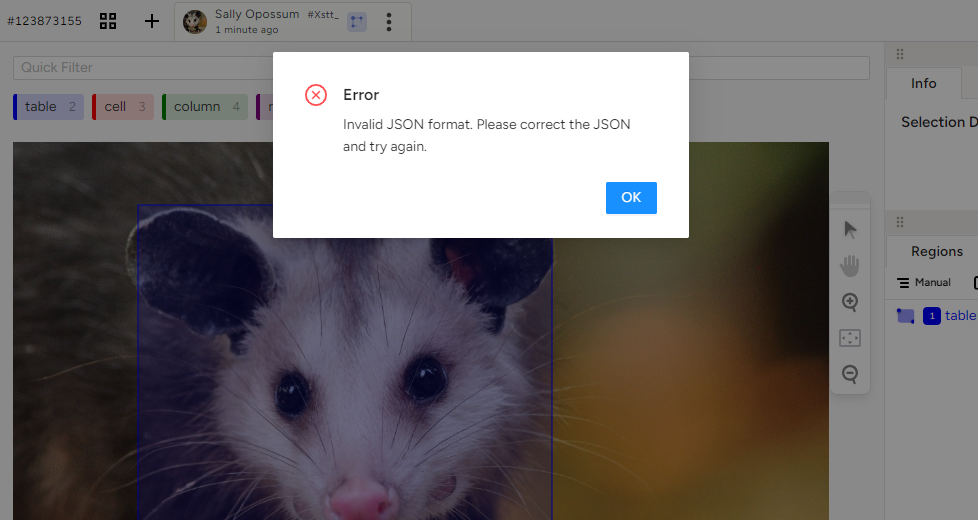 #123873155
Sally Opossum #Xstt_
1 minute ago
Quick Filter
table 2
cell 3
column 4
Error
Invalid JSON format. Please correct the JSON
and try again.
OK
Info
Selection D
Regions
Manual
1 table